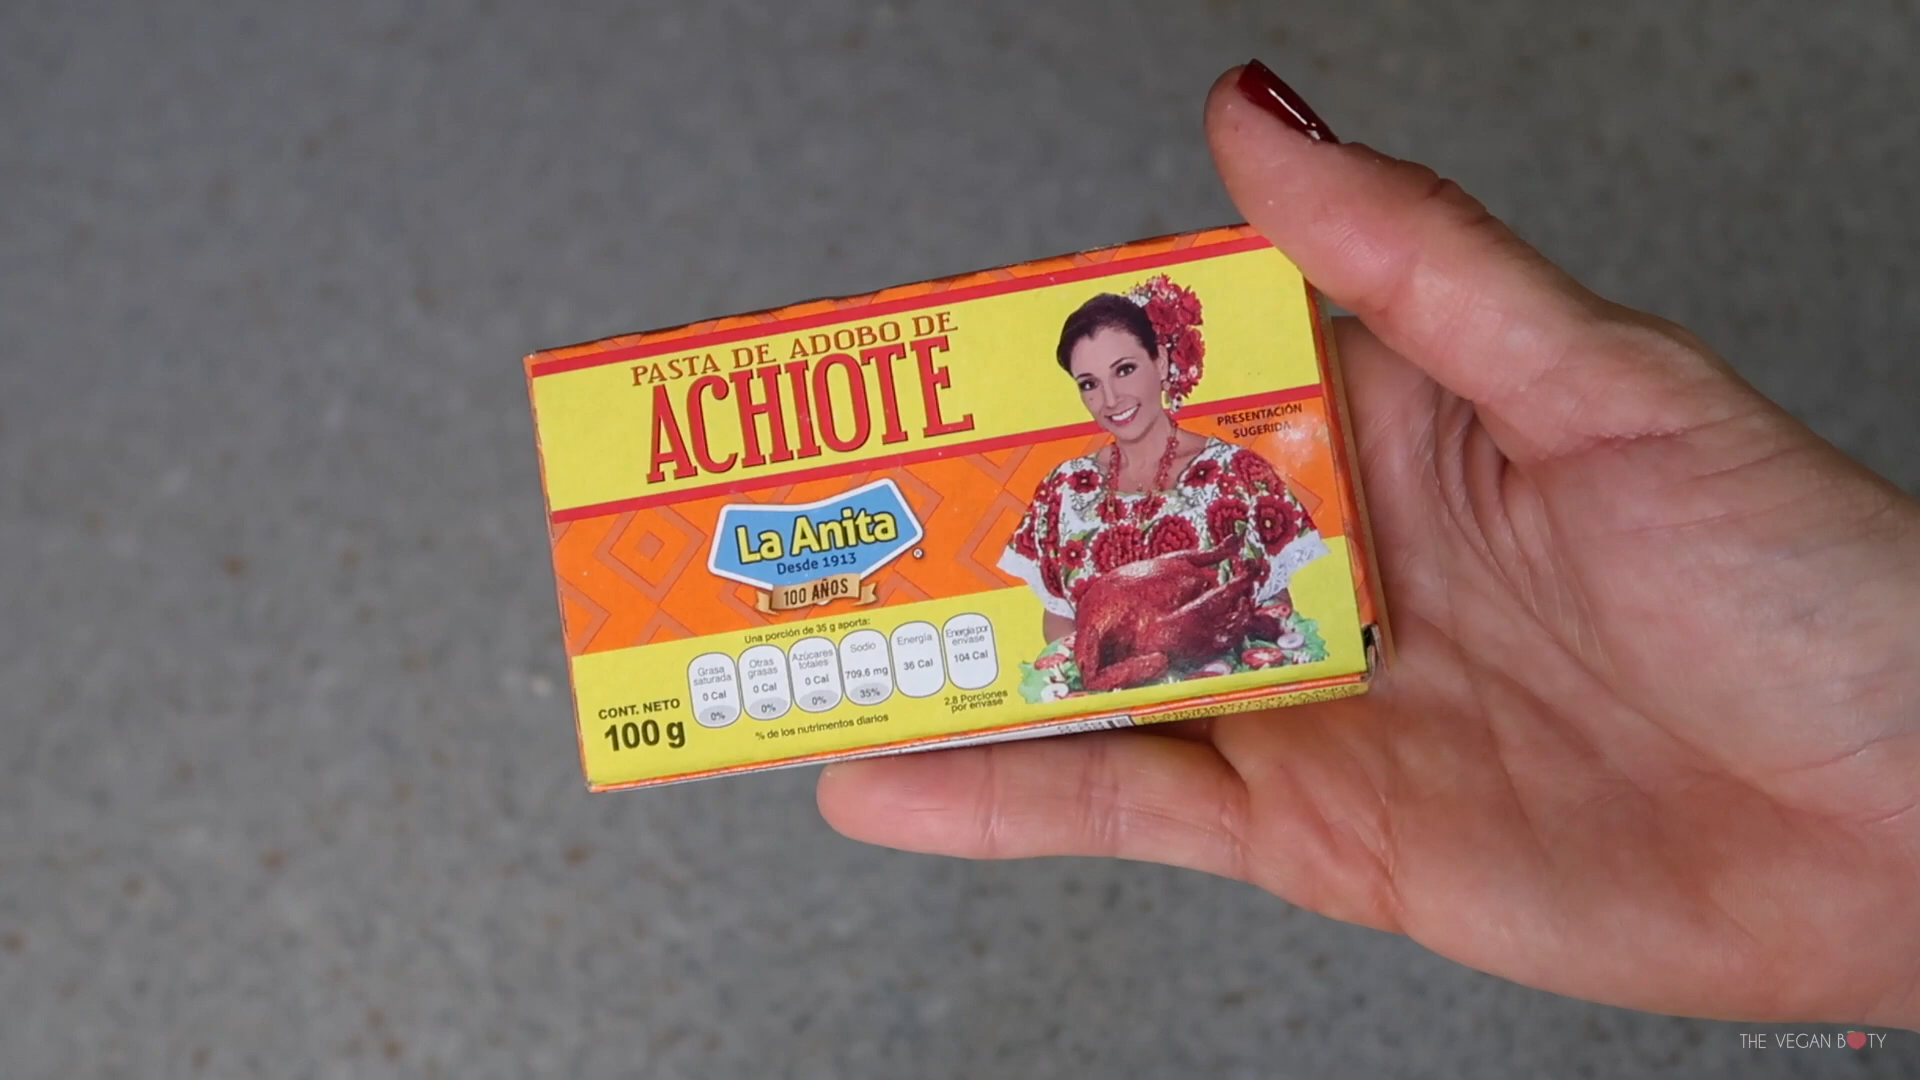 PASTA DE ADOBO DE
ACHIOTE
PRESENTACIÓN
SUGERIDA
La Anita
®
Desde 1913
100 AÑOS
Una porción de 35 g aporta:
Grasa saturada 0 Cal 0%
Otras grasas 0 Cal 0%
Azúcares totales 0 Cal 0%
Sodio 709.6 mg 35%
Energía 36 Cal
Energía por envase 104 Cal
% de los nutrimentos diarios
2.8 Porciones
por envase
CONT. NETO
100 g
THE VEGAN BOTY